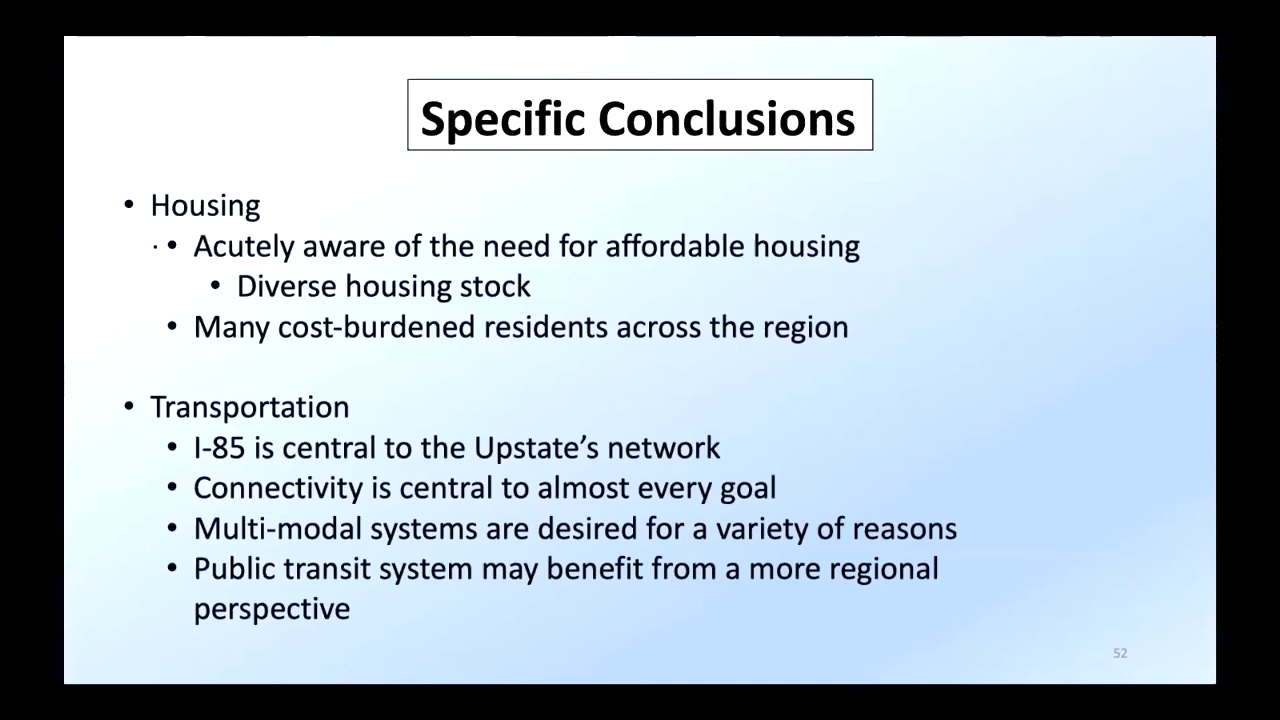 Specific Conclusions
• Housing
• Acutely aware of the need for affordable housing
• Diverse housing stock
• Many cost-burdened residents across the region
• Transportation
• I-85 is central to the Upstate’s network
• Connectivity is central to almost every goal
• Multi-modal systems are desired for a variety of reasons
• Public transit system may benefit from a more regional
perspective
52